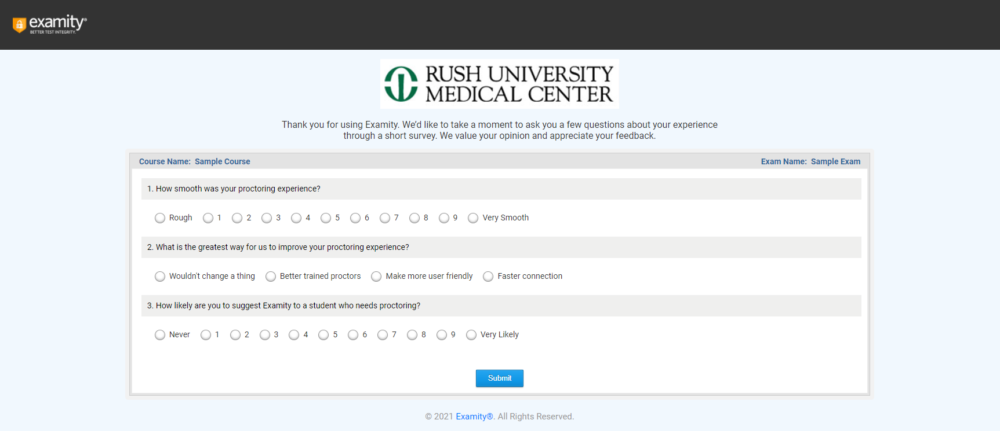 examity®
BETTER TEST INTEGRITY.
RUSH UNIVERSITY
MEDICAL CENTER
Thank you for using Examity. We’d like to take a moment to ask you a few questions about your experience
through a short survey. We value your opinion and appreciate your feedback.
Course Name: Sample Course Exam Name: Sample Exam
1. How smooth was your proctoring experience?
Rough 1 2 3 4 5 6 7 8 9 Very Smooth
2. What is the greatest way for us to improve your proctoring experience?
Wouldn't change a thing Better trained proctors Make more user friendly Faster connection
3. How likely are you to suggest Examity to a student who needs proctoring?
Never 1 2 3 4 5 6 7 8 9 Very Likely
Submit
© 2021 Examity®. All Rights Reserved.